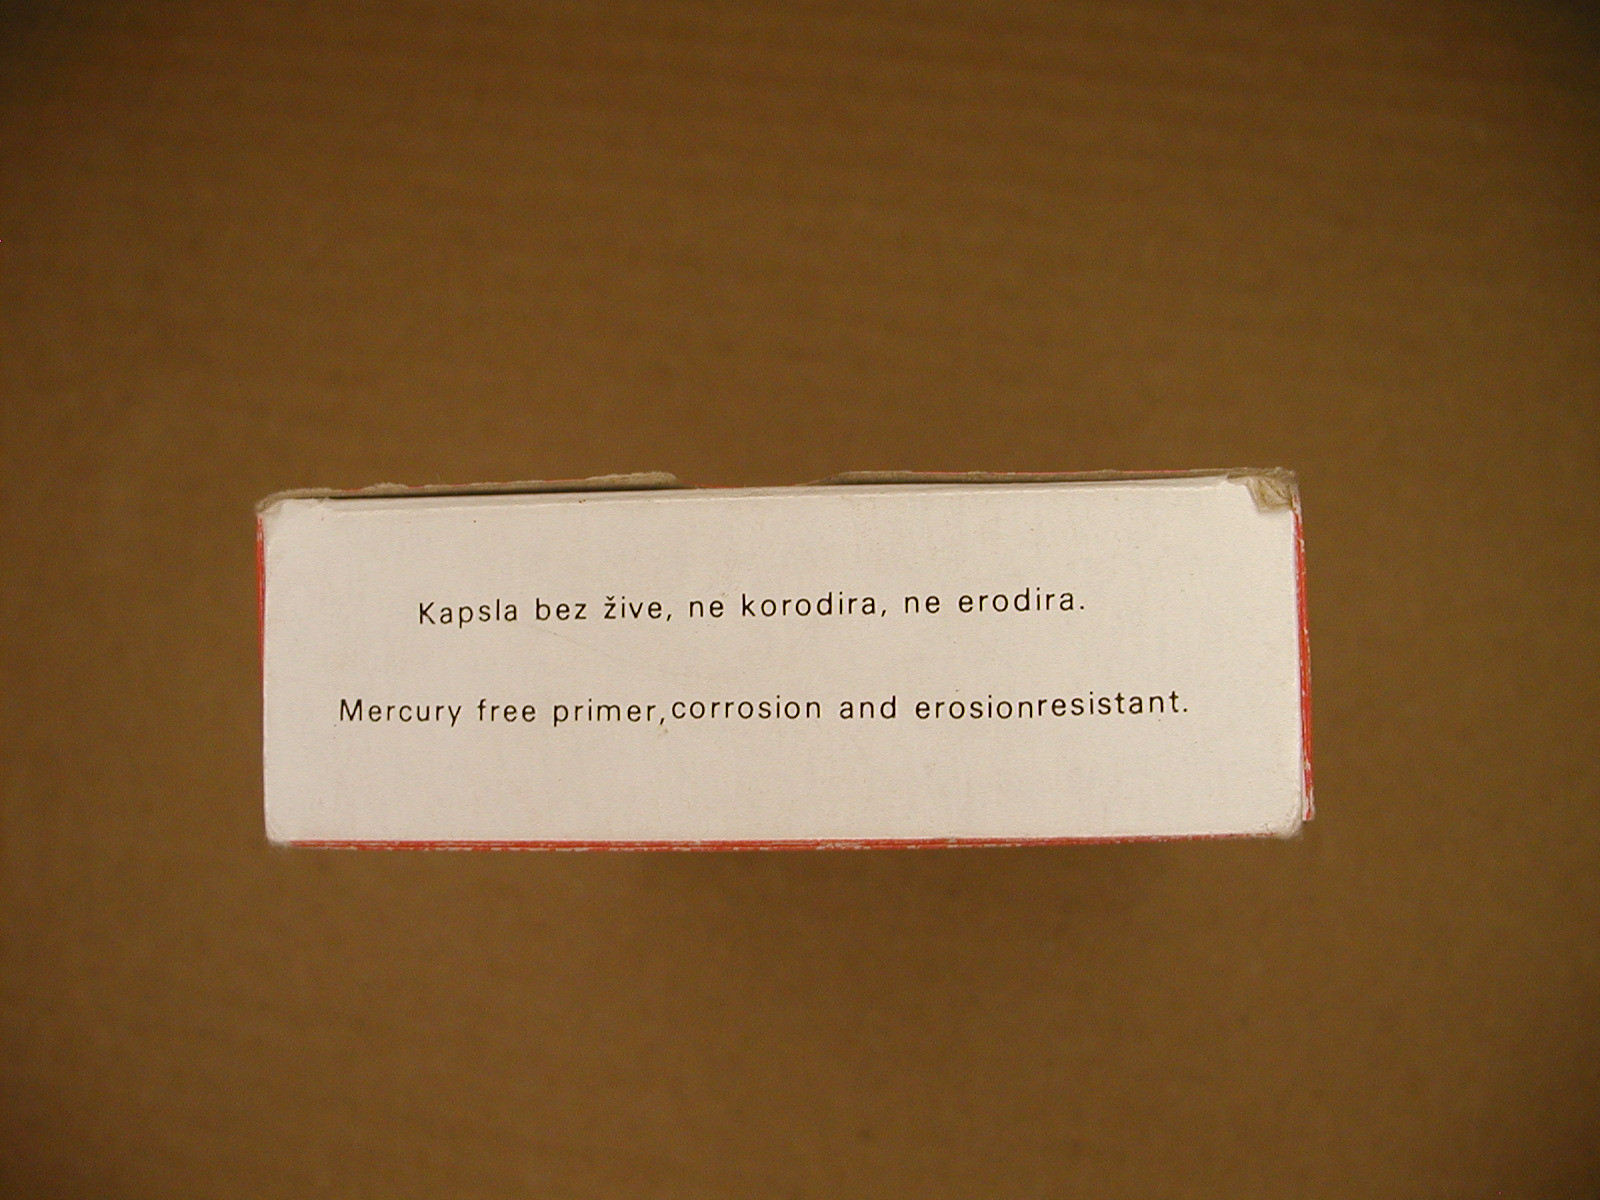 Kapsla bez žive, ne korodira, ne erodira.
Mercury free primer,corrosion and erosionresistant.